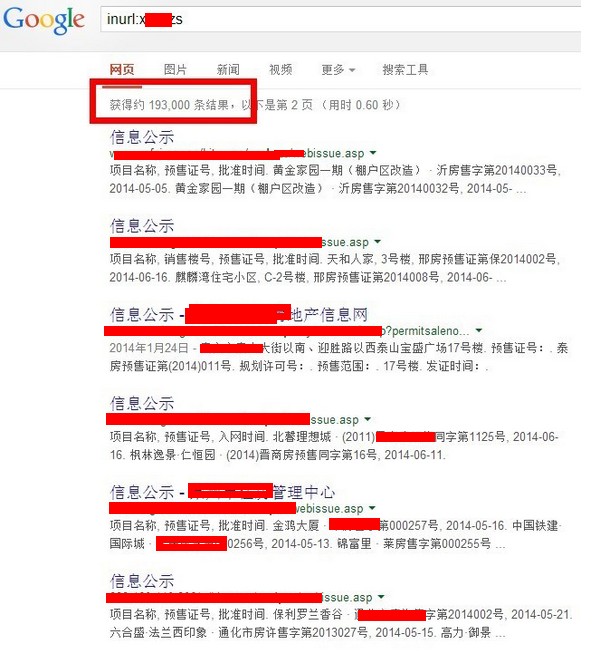 Google
inurl:x zs
网页 图片 新闻 视频 更多 搜索工具
获得约 193,000 条结果，以下是第 2 页 （用时 0.60 秒）
信息公示
ebissue.asp
项目名称, 预售证号, 批准时间. 黄金家园一期（棚户区改造） · 沂房售字第20140033号,
2014-05-05. 黄金家园一期（棚户区改造） · 沂房售字第20140032号, 2014-05- ...
信息公示
ssue.asp
项目名称, 销售楼号, 预售证号, 批准时间. 天和人家, 3号楼, 邢房预售证第保2014002号,
2014-06-16. 麒麟湾住宅小区, C-2号楼, 邢房预售证第2014008号, 2014-06- ...
信息公示 - 地产信息网
o?permitsaleno...
2014年1月24日 - 大街以南、迎胜路以西泰山宝盛广场17号楼. 预售证号：. 泰
房预售证第(2014)011号. 规划许可号：. 预售范围：. 17号楼. 发证时间：.
信息公示
ssue.asp
项目名称, 预售证号, 入网时间. 北馨理想城 · (2011) 同字第1125号, 2014-06-
16. 枫林逸景·仁恒园 · (2014)晋商房预售同字第16号, 2014-06-11.
信息公示 - 管理中心
vebissue.asp
项目名称, 预售证号, 批准时间. 金鸿大厦 · 第000257号, 2014-05-16. 中国铁建·
国际城 · 0256号, 2014-05-13. 锦富里 · 莱房售字第000255号 ...
信息公示
issue.asp
项目名称, 预售证号, 批准时间. 保利罗兰香谷 · 字第2014002号, 2014-05-21.
六合盛·法兰西印象 · 通化市房许售字第2013027号, 2014-05-15. 高力·御景 ...